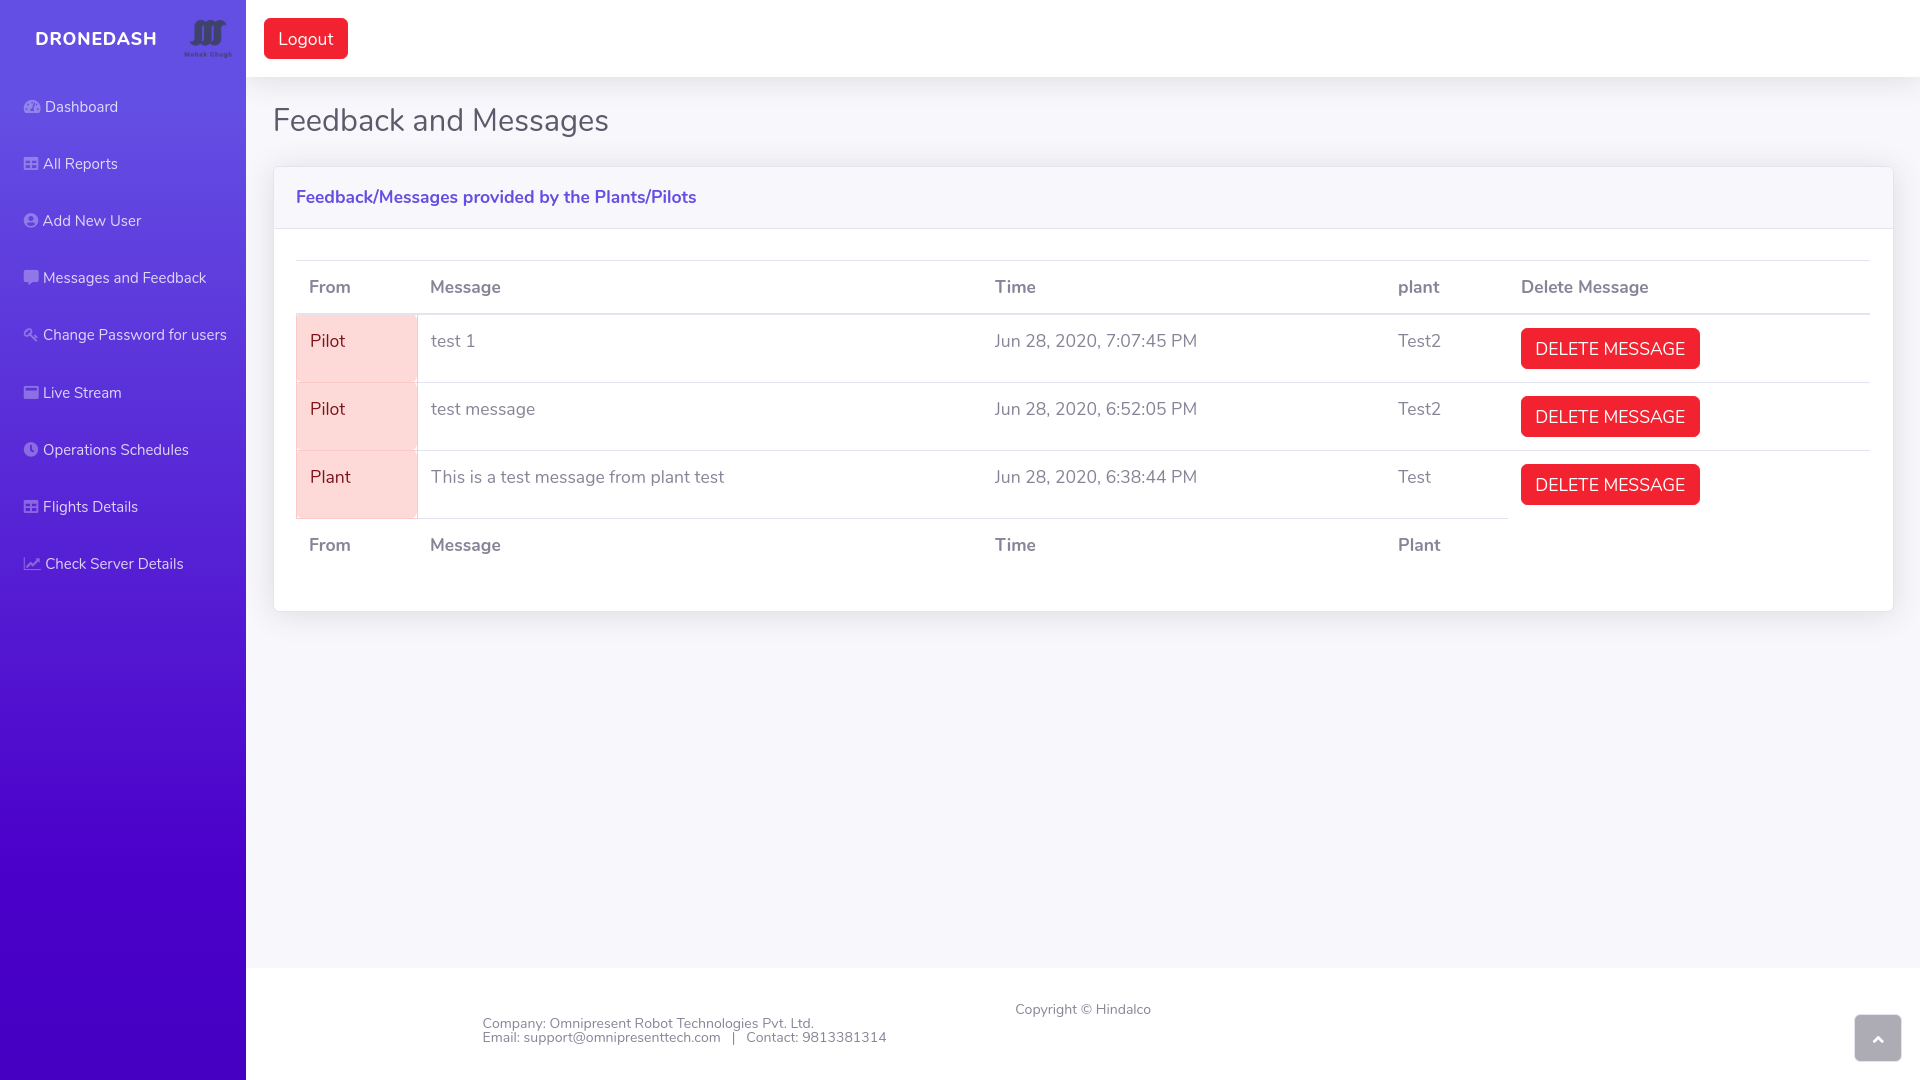 DRONEDASH
Mehak Chugh
Logout
Dashboard
All Reports
Add New User
Messages and Feedback
Change Password for users
Live Stream
Operations Schedules
Flights Details
Check Server Details
Feedback and Messages
Feedback/Messages provided by the Plants/Pilots
From Message Time plant Delete Message
Pilot test 1 Jun 28, 2020, 7:07:45 PM Test2 DELETE MESSAGE
Pilot test message Jun 28, 2020, 6:52:05 PM Test2 DELETE MESSAGE
Plant This is a test message from plant test Jun 28, 2020, 6:38:44 PM Test DELETE MESSAGE
From Message Time Plant
Copyright © Hindalco
Company: Omnipresent Robot Technologies Pvt. Ltd.
Email: support@omnipresenttech.com | Contact: 9813381314